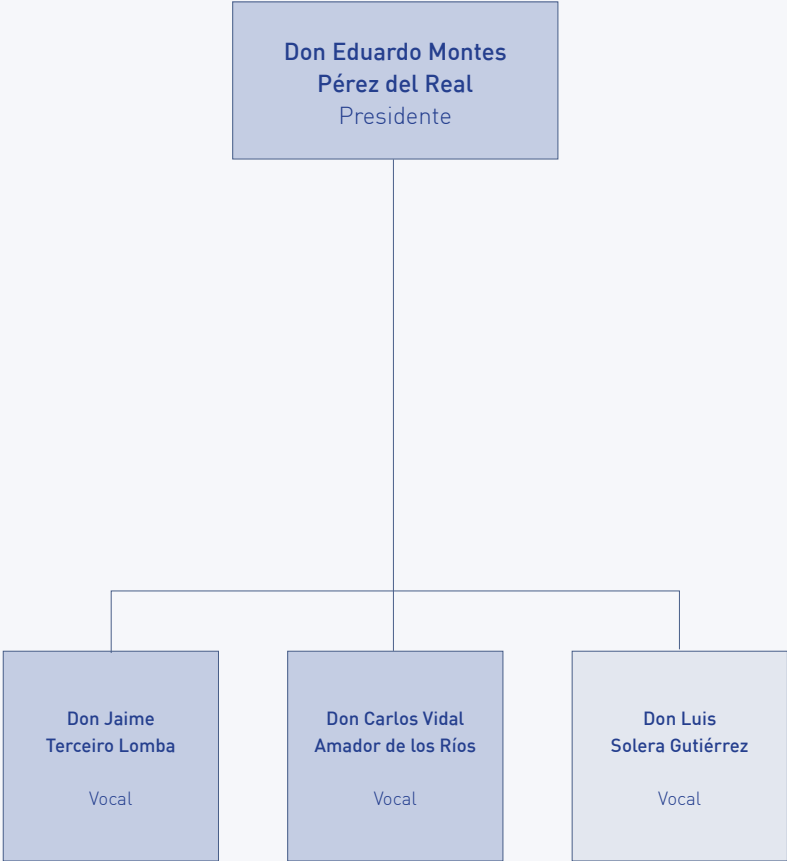 Don Eduardo Montes
Pérez del Real
Presidente
Don Jaime
Terceiro Lomba
Vocal
Don Carlos Vidal
Amador de los Ríos
Vocal
Don Luis
Solera Gutiérrez
Vocal